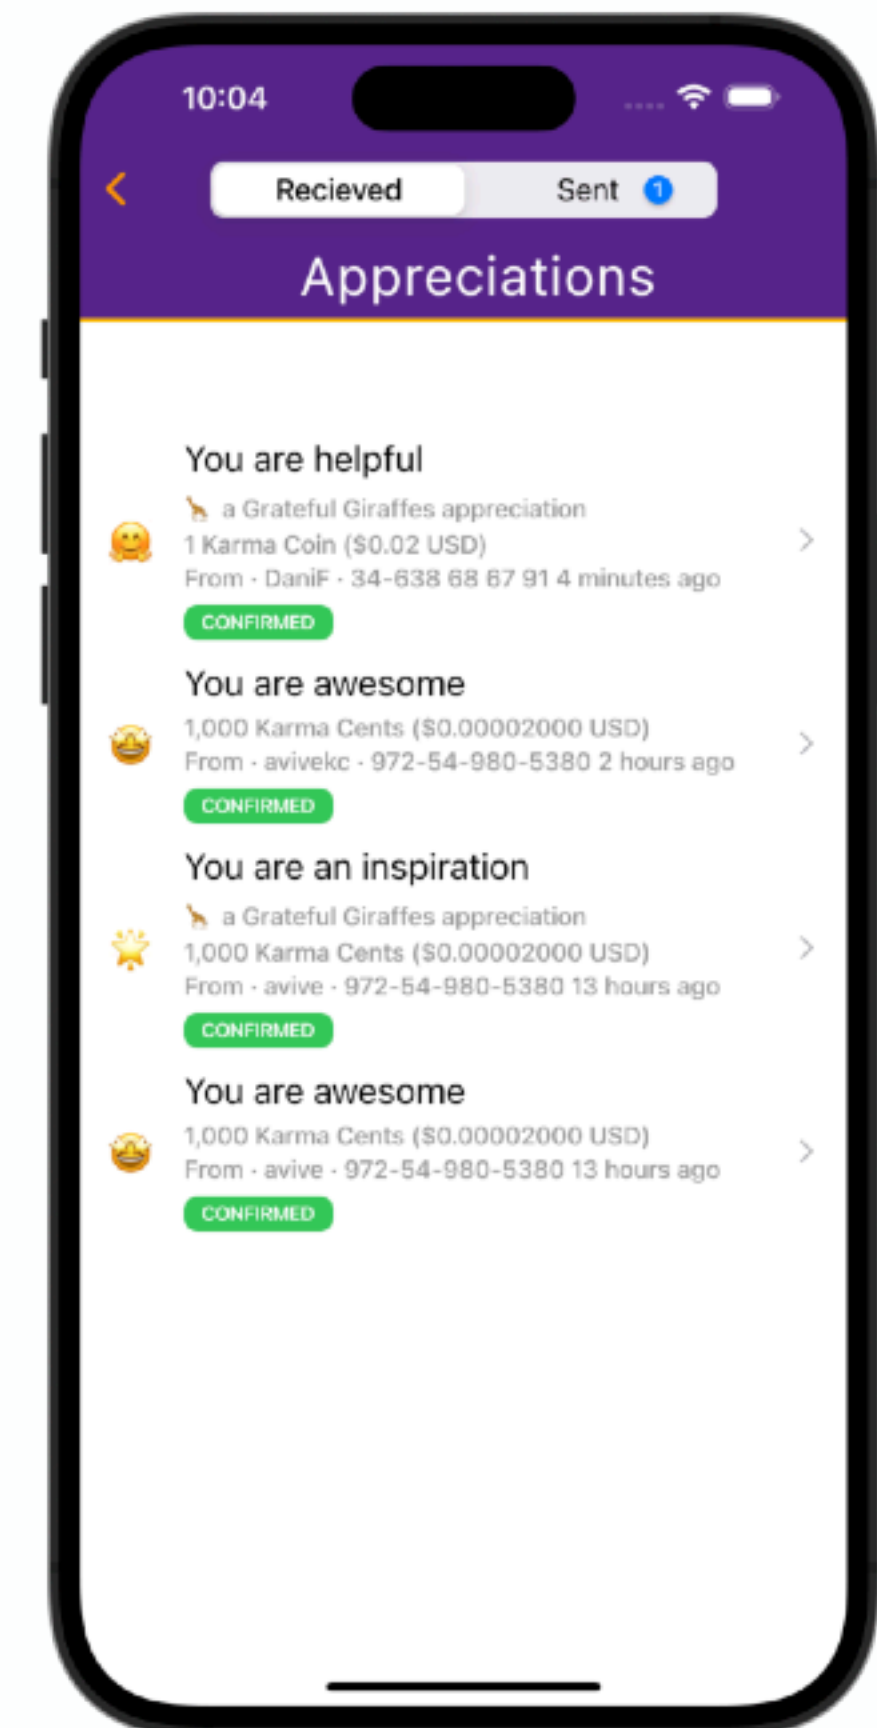 10:04
Recieved
Sent 1
Appreciations
You are helpful
a Grateful Giraffes appreciation
1 Karma Coin ($0.02 USD)
From · DaniF · 34-638 68 67 91 4 minutes ago
CONFIRMED
You are awesome
1,000 Karma Cents ($0.00002000 USD)
From · avivekc · 972-54-980-5380 2 hours ago
CONFIRMED
You are an inspiration
a Grateful Giraffes appreciation
1,000 Karma Cents ($0.00002000 USD)
From · avive · 972-54-980-5380 13 hours ago
CONFIRMED
You are awesome
1,000 Karma Cents ($0.00002000 USD)
From · avive · 972-54-980-5380 13 hours ago
CONFIRMED